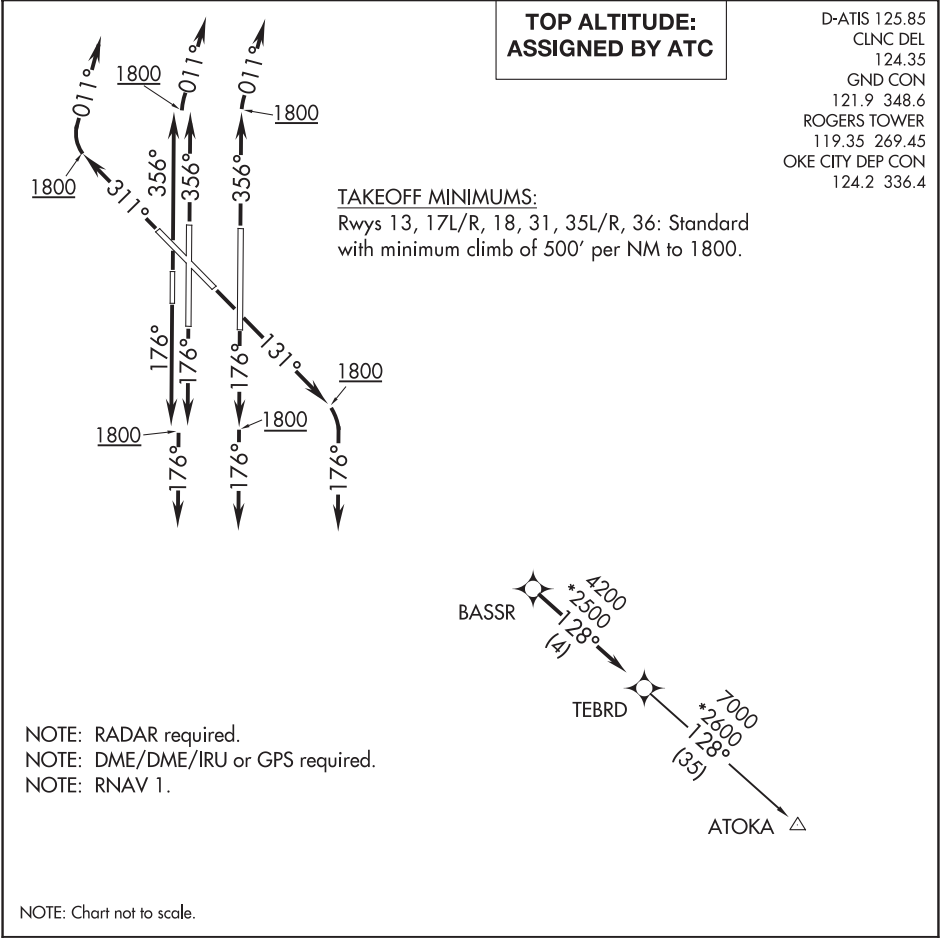 TOP ALTITUDE:
ASSIGNED BY ATC
D-ATIS 125.85
CLNC DEL
124.35
GND CON
121.9 348.6
ROGERS TOWER
119.35 269.45
OKE CITY DEP CON
124.2 336.4
011°
011°
011°
1800
1800
1800
356°
356°
356°
311°
TAKEOFF MINIMUMS:
Rwys 13, 17L/R, 18, 31, 35L/R, 36: Standard
with minimum climb of 500' per NM to 1800.
176°
176°
176°
131°
1800
1800
1800
176°
176°
176°
BASSR
4200
*2500
128°
(4)
TEBRD
7000
*2600
128°
(35)
ATOKA
NOTE: RADAR required.
NOTE: DME/DME/IRU or GPS required.
NOTE: RNAV 1.
NOTE: Chart not to scale.